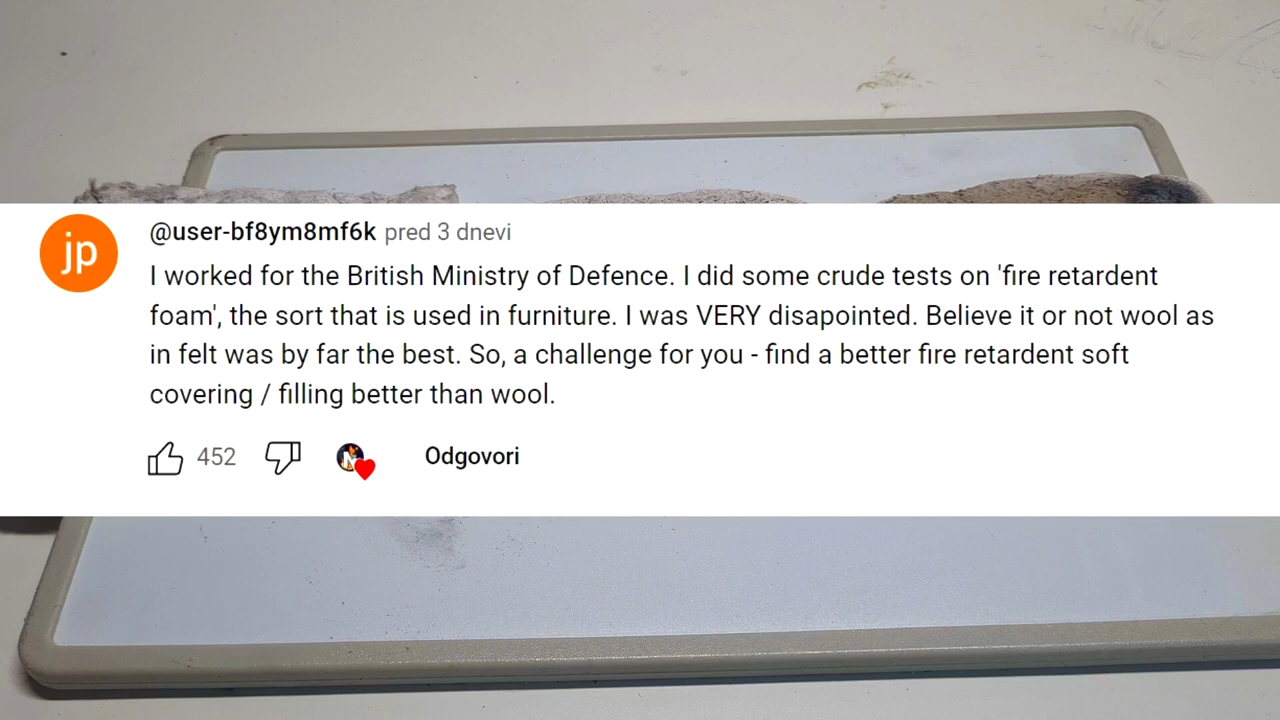 jp
@user-bf8ym8mf6k pred 3 dnevi
I worked for the British Ministry of Defence. I did some crude tests on 'fire retardent
foam', the sort that is used in furniture. I was VERY disapointed. Believe it or not wool as
in felt was by far the best. So, a challenge for you - find a better fire retardent soft
covering / filling better than wool.
452
Odgovori